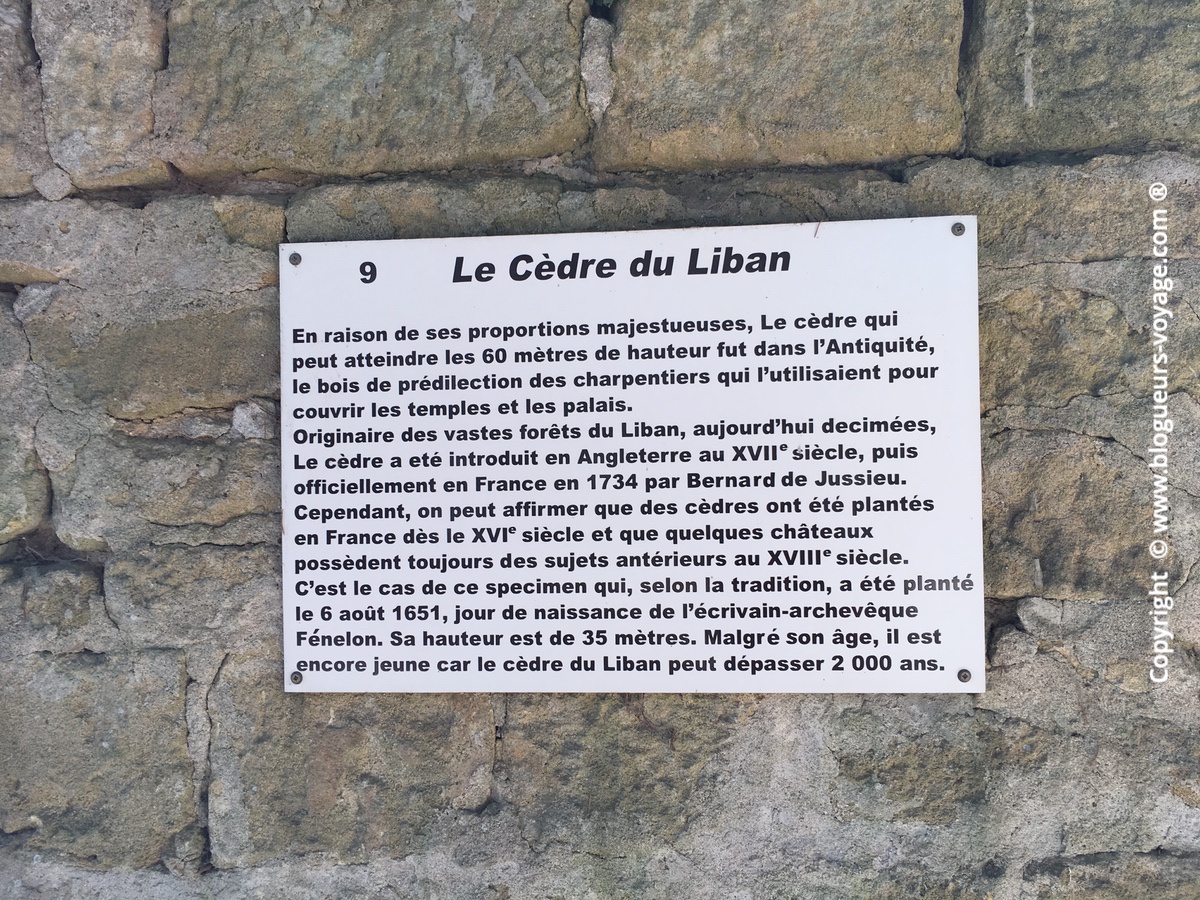 9 Le Cèdre du Liban
En raison de ses proportions majestueuses, Le cèdre qui
peut atteindre les 60 mètres de hauteur fut dans l'Antiquité,
le bois de prédilection des charpentiers qui l'utilisaient pour
couvrir les temples et les palais.
Originaire des vastes forêts du Liban, aujourd'hui decimées,
Le cèdre a eté introduit en Angleterre au XVIIe siècle, puis
officiellement en France en 1734 par Bernard de Jussieu.
Cependant, on peut affirmer que des cèdres ont été plantés
en France dès le XVIe siècle et que quelques châteaux
possèdent toujours des sujets antérieurs au XVIIIe siècle.
C'est le cas de ce specimen qui, selon la tradition, a été planté
le 6 août 1651, jour de naissance de l'écrivain-archevêque
Fénelon. Sa hauteur est de 35 mètres. Malgré son âge, il est
encore jeune car le cèdre du Liban peut dépasser 2 000 ans.
Copyright © www.blogueurs-voyage.com ®